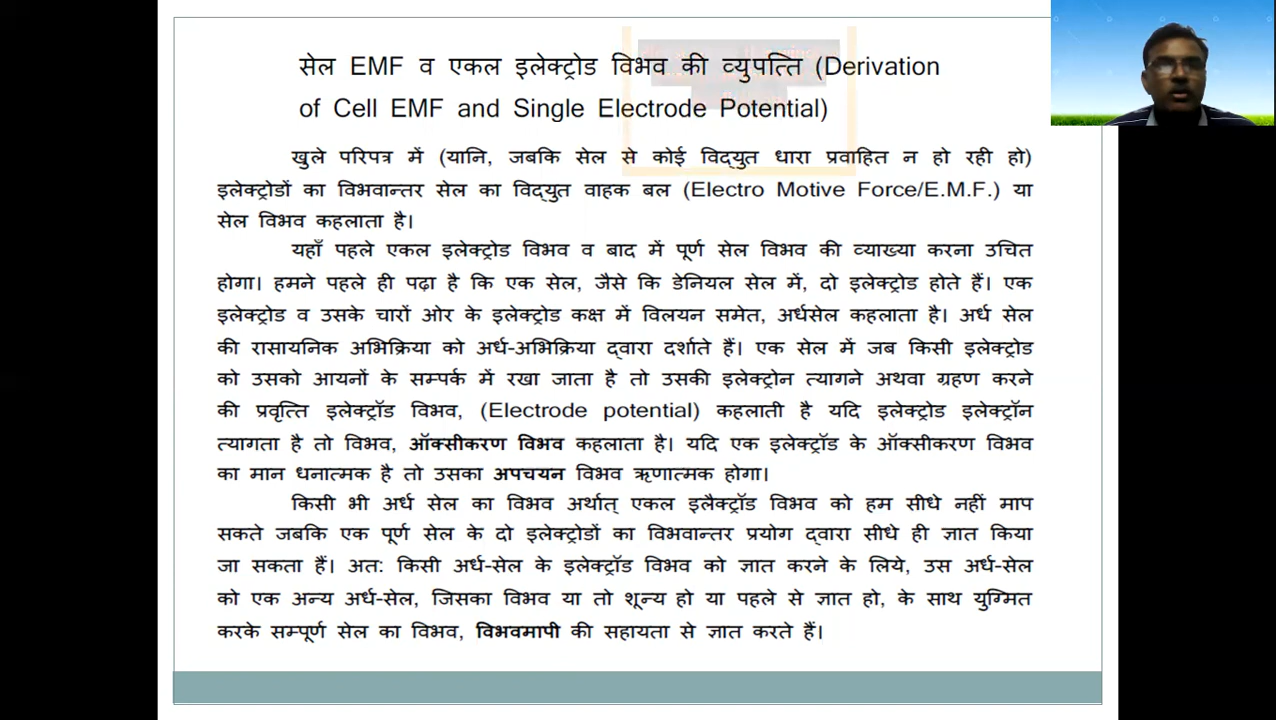 सेल EMF व एकल इलेक्ट्रोड विभव की व्युपत्ति (Derivation
of Cell EMF and Single Electrode Potential)
खुले परिपत्र में (यानि, जबकि सेल से कोई विद्युत धारा प्रवाहित न हो रही हो)
इलेक्ट्रोडों का विभवान्तर सेल का विद्युत वाहक बल (Electro Motive Force/E.M.F.) या
सेल विभव कहलाता है।
यहाँ पहले एकल इलेक्ट्रोड विभव व बाद में पूर्ण सेल विभव की व्याख्या करना उचित
होगा। हमने पहले ही पढ़ा है कि एक सेल, जैसे कि डेनियल सेल में, दो इलेक्ट्रोड होते हैं। एक
इलेक्ट्रोड व उसके चारों ओर के इलेक्ट्रोड कक्ष में विलयन समेत, अर्धसेल कहलाता है। अर्ध सेल
की रासायनिक अभिक्रिया को अर्ध-अभिक्रिया द्वारा दर्शाते हैं। एक सेल में जब किसी इलेक्ट्रोड
को उसको आयनों के सम्पर्क में रखा जाता है तो उसकी इलेक्ट्रोन त्यागने अथवा ग्रहण करने
की प्रवृत्ति इलेक्ट्रॉड विभव, (Electrode potential) कहलाती है यदि इलेक्ट्रोड इलेक्ट्रॉन
त्यागता है तो विभव, ऑक्सीकरण विभव कहलाता है। यदि एक इलेक्ट्रॉड के ऑक्सीकरण विभव
का मान धनात्मक है तो उसका अपचयन विभव ऋणात्मक होगा।
किसी भी अर्ध सेल का विभव अर्थात् एकल इलैक्ट्रॉड विभव को हम सीधे नहीं माप
सकते जबकि एक पूर्ण सेल के दो इलेक्ट्रोडों का विभवान्तर प्रयोग द्वारा सीधे ही ज्ञात किया
जा सकता हैं। अत: किसी अर्ध-सेल के इलेक्ट्रॉड विभव को ज्ञात करने के लिये, उस अर्ध-सेल
को एक अन्य अर्ध-सेल, जिसका विभव या तो शून्य हो या पहले से ज्ञात हो, के साथ युग्मित
करके सम्पूर्ण सेल का विभव, विभवमापी की सहायता से ज्ञात करते हैं।